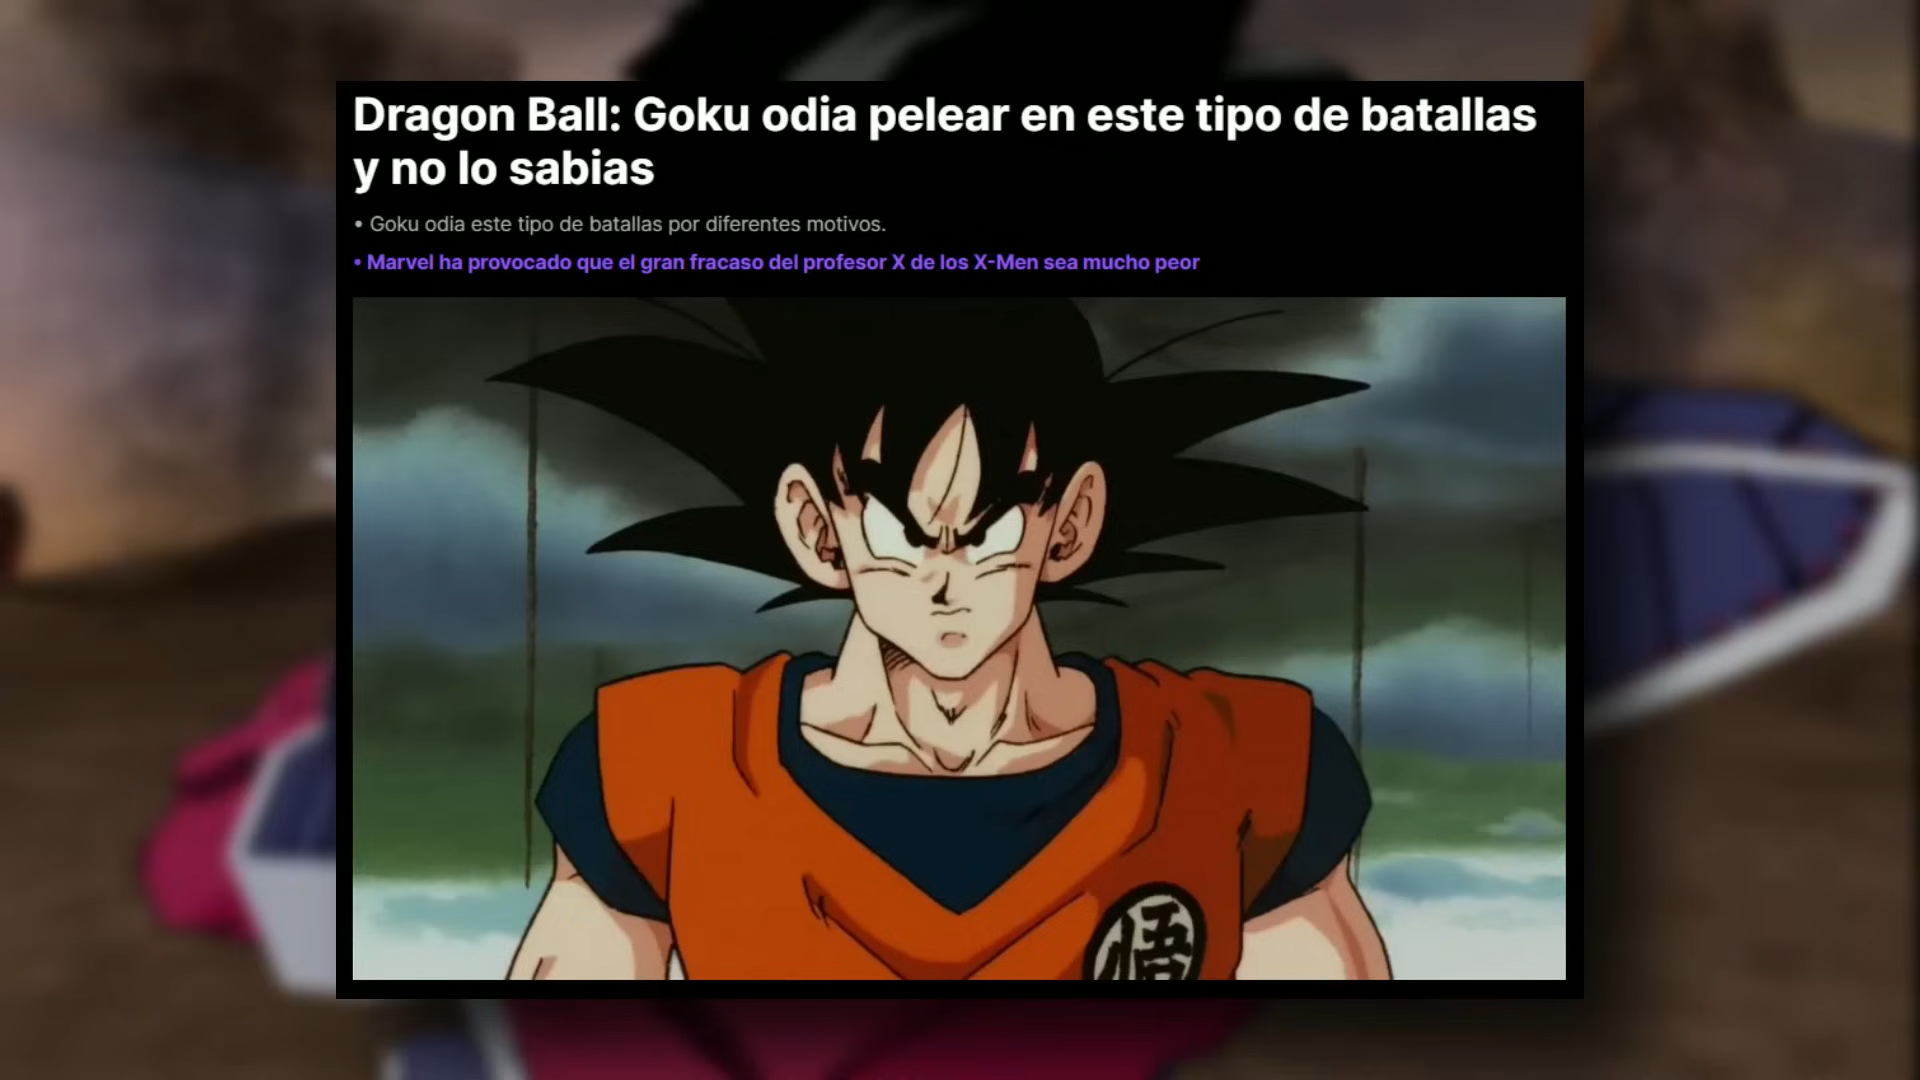 Dragon Ball: Goku odia pelear en este tipo de batallas
y no lo sabias
• Goku odia este tipo de batallas por diferentes motivos.
• Marvel ha provocado que el gran fracaso del profesor X de los X-Men sea mucho peor
悟